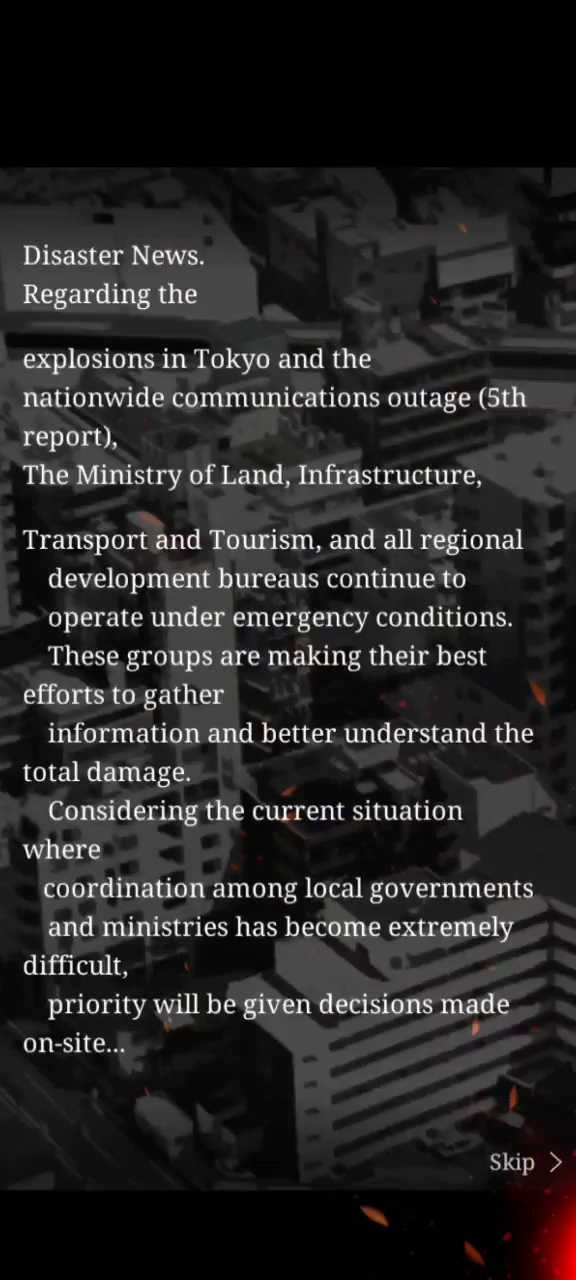 Disaster News.
Regarding the
explosions in Tokyo and the
nationwide communications outage (5th
report),
The Ministry of Land, Infrastructure,
Transport and Tourism, and all regional
development bureaus continue to
operate under emergency conditions.
These groups are making their best
efforts to gather
information and better understand the
total damage.
Considering the current situation
where
coordination among local governments
and ministries has become extremely
difficult,
priority will be given decisions made
on-site...
Skip >